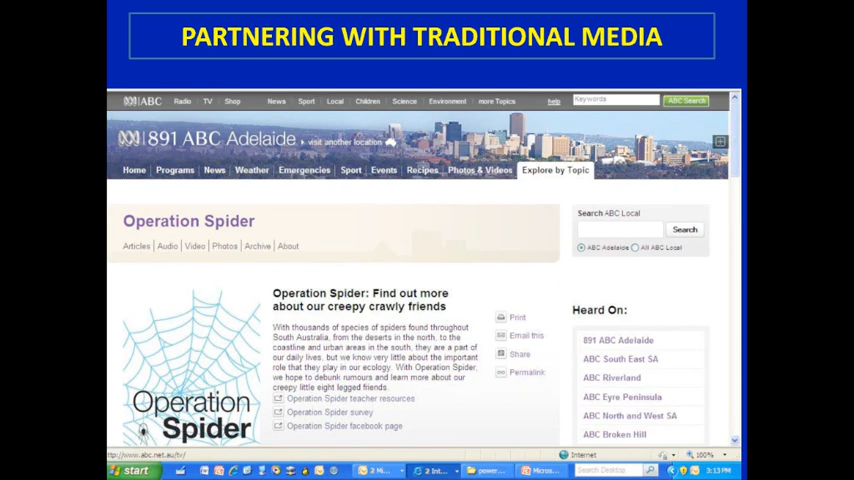 PARTNERING WITH TRADITIONAL MEDIA
ABC Radio TV Shop News Sport Local Children Science Environment more Topics help Keywords ABC Search
891 ABC Adelaide visit another location
Home Programs News Weather Emergencies Sport Events Recipes Photos & Videos Explore by Topic
Operation Spider
Articles | Audio | Video | Photos | Archive | About
Search ABC Local
Search
ABC Adelaide All ABC Local
Operation Spider: Find out more
about our creepy crawly friends
With thousands of species of spiders found throughout
South Australia, from the deserts in the north, to the
coastline and urban areas in the south, they are a part of
our daily lives, but we know very little about the important
role that they play in our ecology. With Operation Spider,
we hope to debunk rumours and learn more about our
creepy little eight legged friends.
Operation Spider teacher resources
Operation Spider survey
Operation Spider facebook page
Print
Email this
Share
Permalink
Heard On:
891 ABC Adelaide
ABC South East SA
ABC Riverland
ABC Eyre Peninsula
ABC North and West SA
ABC Broken Hill
Operation
Spider
ttp://www.abc.net.au/tv/
Internet
100%
start
2 Mi...
2 Int...
power...
Micros...
Search Desktop
3:13 PM